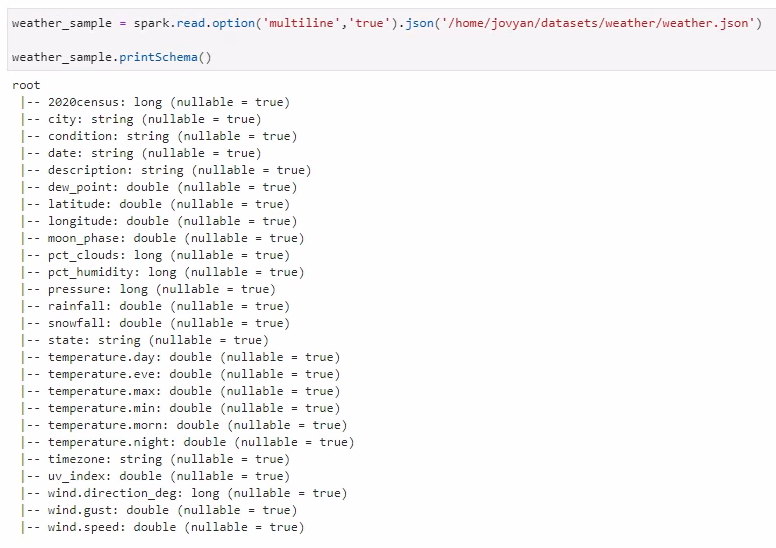 weather_sample = spark.read.option('multiline','true').json('/home/jovyan/datasets/weather/weather.json')
weather_sample.printSchema()
root
 |-- 2020census: long (nullable = true)
 |-- city: string (nullable = true)
 |-- condition: string (nullable = true)
 |-- date: string (nullable = true)
 |-- description: string (nullable = true)
 |-- dew_point: double (nullable = true)
 |-- latitude: double (nullable = true)
 |-- longitude: double (nullable = true)
 |-- moon_phase: double (nullable = true)
 |-- pct_clouds: long (nullable = true)
 |-- pct_humidity: long (nullable = true)
 |-- pressure: long (nullable = true)
 |-- rainfall: double (nullable = true)
 |-- snowfall: double (nullable = true)
 |-- state: string (nullable = true)
 |-- temperature.day: double (nullable = true)
 |-- temperature.eve: double (nullable = true)
 |-- temperature.max: double (nullable = true)
 |-- temperature.min: double (nullable = true)
 |-- temperature.morn: double (nullable = true)
 |-- temperature.night: double (nullable = true)
 |-- timezone: string (nullable = true)
 |-- uv_index: double (nullable = true)
 |-- wind.direction_deg: long (nullable = true)
 |-- wind.gust: double (nullable = true)
 |-- wind.speed: double (nullable = true)